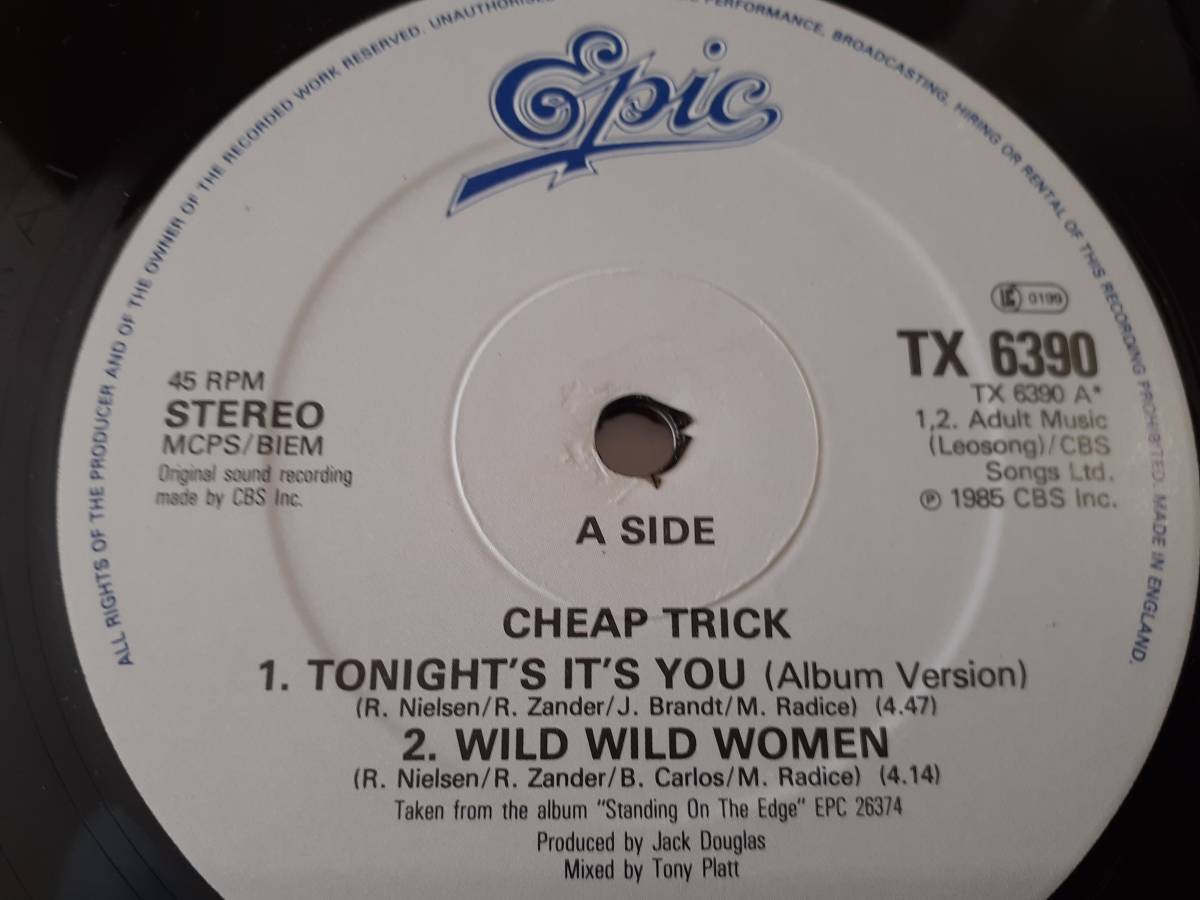 ALL RIGHTS OF THE PRODUCER AND OF THE OWNER OF THE RECORDED WORK RESERVED. UNAUTHORISED PERFORMANCE, BROADCASTING, HIRING OR RENTAL OF THIS RECORDING PROHIBITED. MADE IN ENGLAND.
Epic
0199
TX 6390
TX 6390 A*
1,2. Adult Music
(Leosong)/CBS
Songs Ltd.
℗ 1985 CBS Inc.
45 RPM
STEREO
MCPS/BIEM
Original sound recording
made by CBS Inc.
A SIDE
CHEAP TRICK
1. TONIGHT'S IT'S YOU (Album Version)
(R. Nielsen/R. Zander/J. Brandt/M. Radice) (4.47)
2. WILD WILD WOMEN
(R. Nielsen/R. Zander/B. Carlos/M. Radice) (4.14)
Taken from the album "Standing On The Edge" EPC 26374
Produced by Jack Douglas
Mixed by Tony Platt